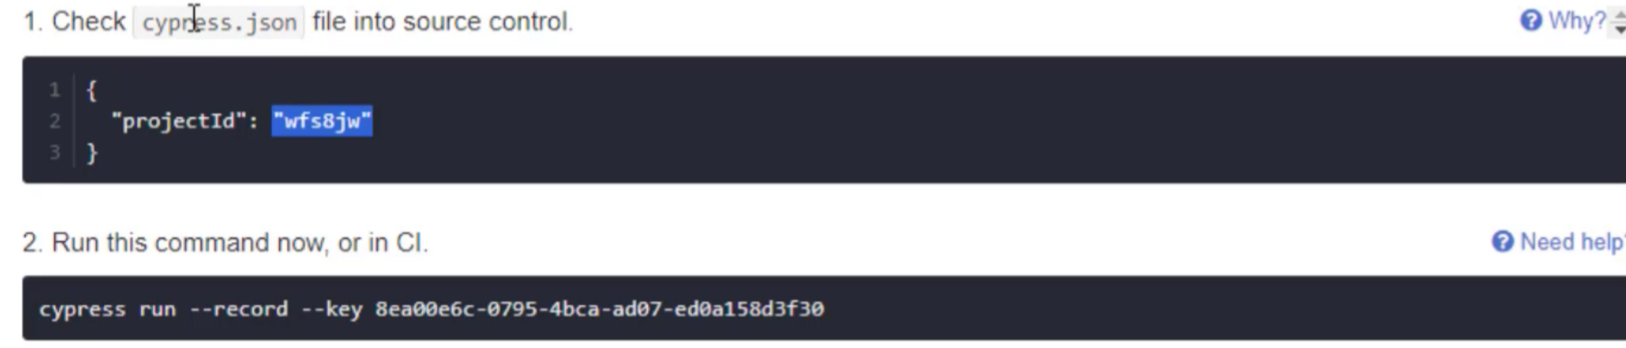 1. Check cypress.json file into source control.
Why?
1 {
2 "projectId": "wfs8jw"
3 }
2. Run this command now, or in CI.
Need help?
cypress run --record --key 8ea00e6c-0795-4bca-ad07-ed0a158d3f30